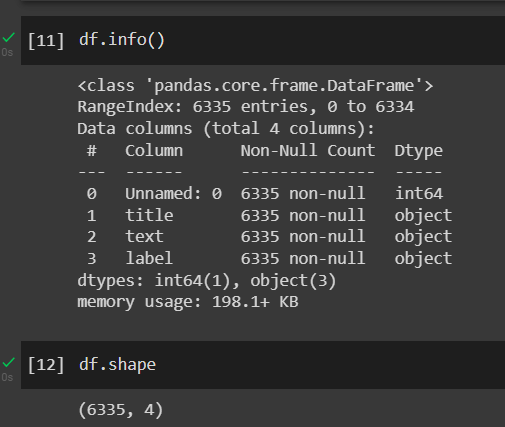 [11] df.info()
0s
<class 'pandas.core.frame.DataFrame'>
RangeIndex: 6335 entries, 0 to 6334
Data columns (total 4 columns):
 #   Column      Non-Null Count  Dtype
---  ------      --------------  -----
 0   Unnamed: 0  6335 non-null   int64
 1   title       6335 non-null   object
 2   text        6335 non-null   object
 3   label       6335 non-null   object
dtypes: int64(1), object(3)
memory usage: 198.1+ KB
[12] df.shape
0s
(6335, 4)